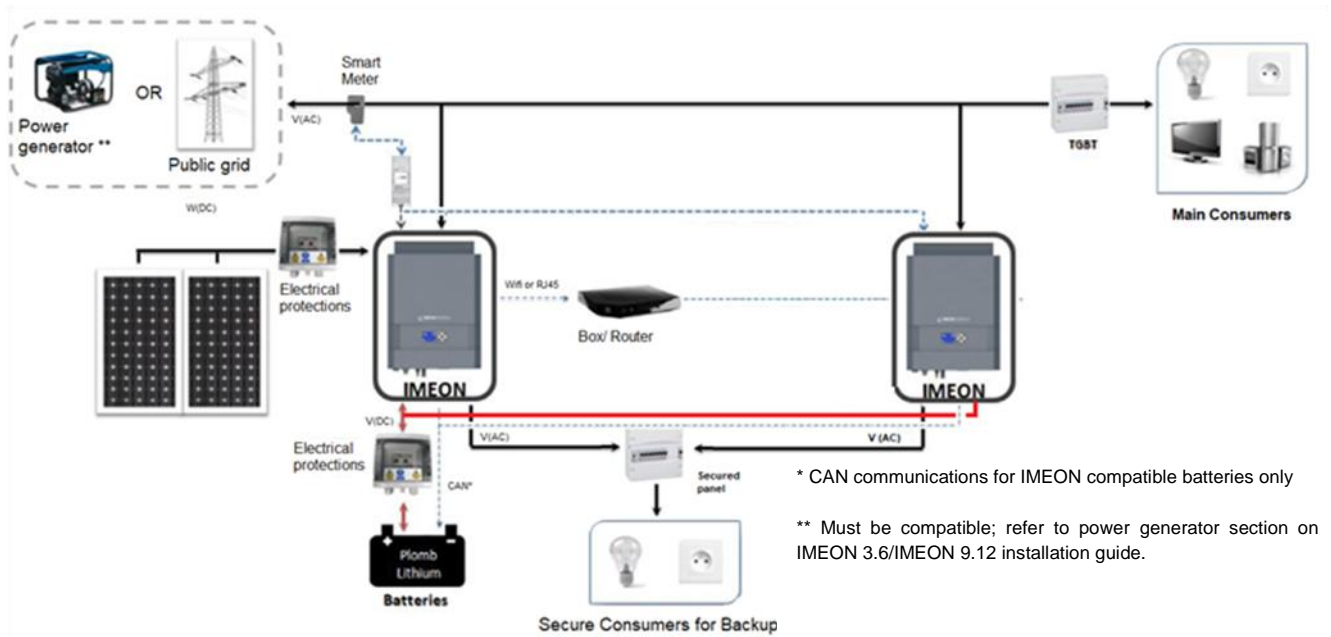 Power
generator **
OR
Public grid
V(AC)
Smart
Meter
TGBT
Main Consumers
W(DC)
Electrical
protections
IMEON
Wifi or RJ45
Box/ Router
IMEON
V(DC)
Electrical
protections
V(AC)
CAN*
V (AC)
Secured
panel
Plomb
Lithium
Batteries
Secure Consumers for Backup
* CAN communications for IMEON compatible batteries only
** Must be compatible; refer to power generator section on
IMEON 3.6/IMEON 9.12 installation guide.